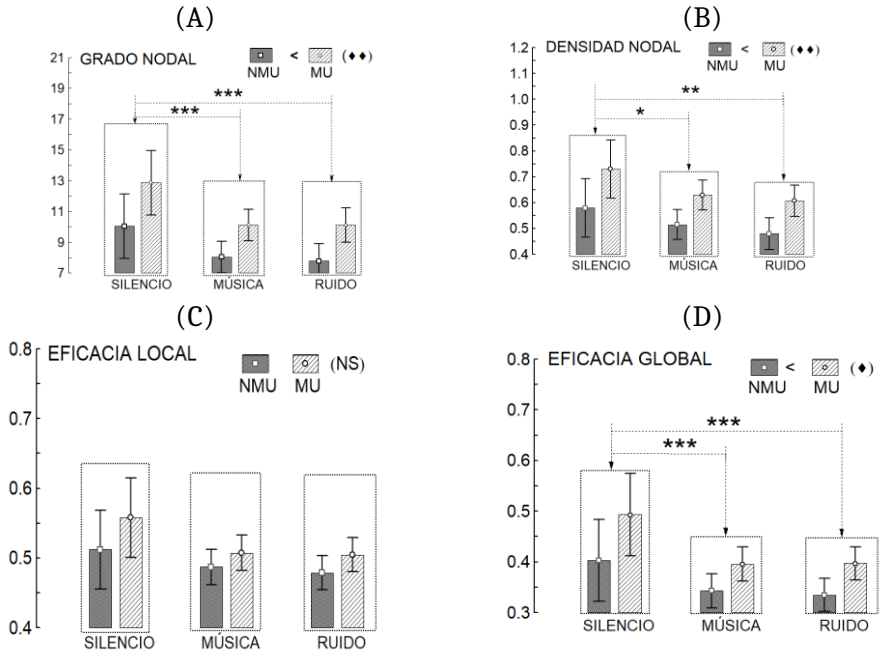 (A)
GRADO NODAL
NMU < MU (♦♦)
21
19
17
15
13
11
9
7
***
***
SILENCIO MÚSICA RUIDO
(B)
DENSIDAD NODAL
NMU < MU (♦♦)
1.2
1.1
1.0
0.9
0.8
0.7
0.6
0.5
0.4
**
*
SILENCIO MÚSICA RUIDO
(C)
EFICACIA LOCAL
NMU MU (NS)
0.8
0.7
0.6
0.5
0.4
SILENCIO MÚSICA RUIDO
(D)
EFICACIA GLOBAL
NMU < MU (♦)
0.8
0.7
0.6
0.5
0.4
0.3
***
***
SILENCIO MÚSICA RUIDO